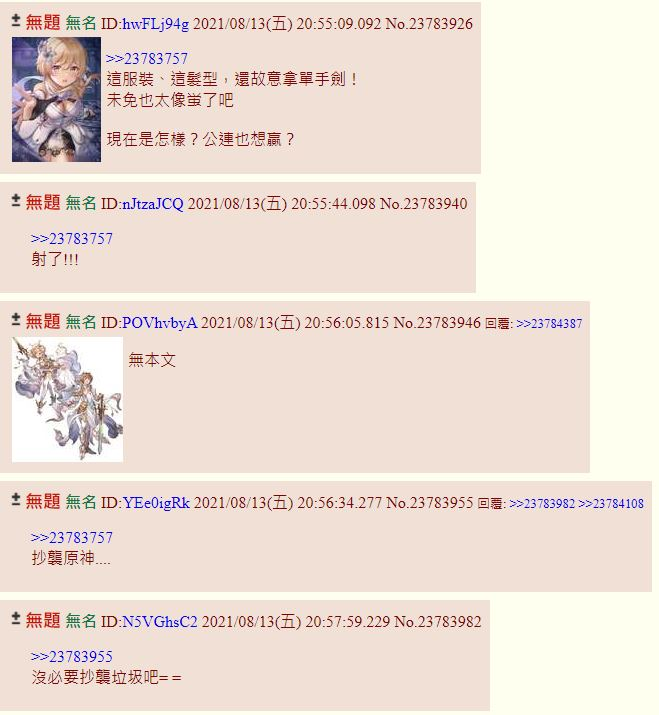 無題 無名 ID:hwFLj94g 2021/08/13(五) 20:55:09.092 No.23783926
>>23783757
這服裝、這髮型，還故意拿單手劍！
未免也太像螢了吧
現在是怎樣？公連也想贏？
無題 無名 ID:nJtzaJCQ 2021/08/13(五) 20:55:44.098 No.23783940
>>23783757
射了!!!
無題 無名 ID:POVhvbyA 2021/08/13(五) 20:56:05.815 No.23783946 回覆: >>23784387
無本文
無題 無名 ID:YEe0igRk 2021/08/13(五) 20:56:34.277 No.23783955 回覆: >>23783982 >>23784108
>>23783757
抄襲原神....
無題 無名 ID:N5VGhsC2 2021/08/13(五) 20:57:59.229 No.23783982
>>23783955
沒必要抄襲垃圾吧= =